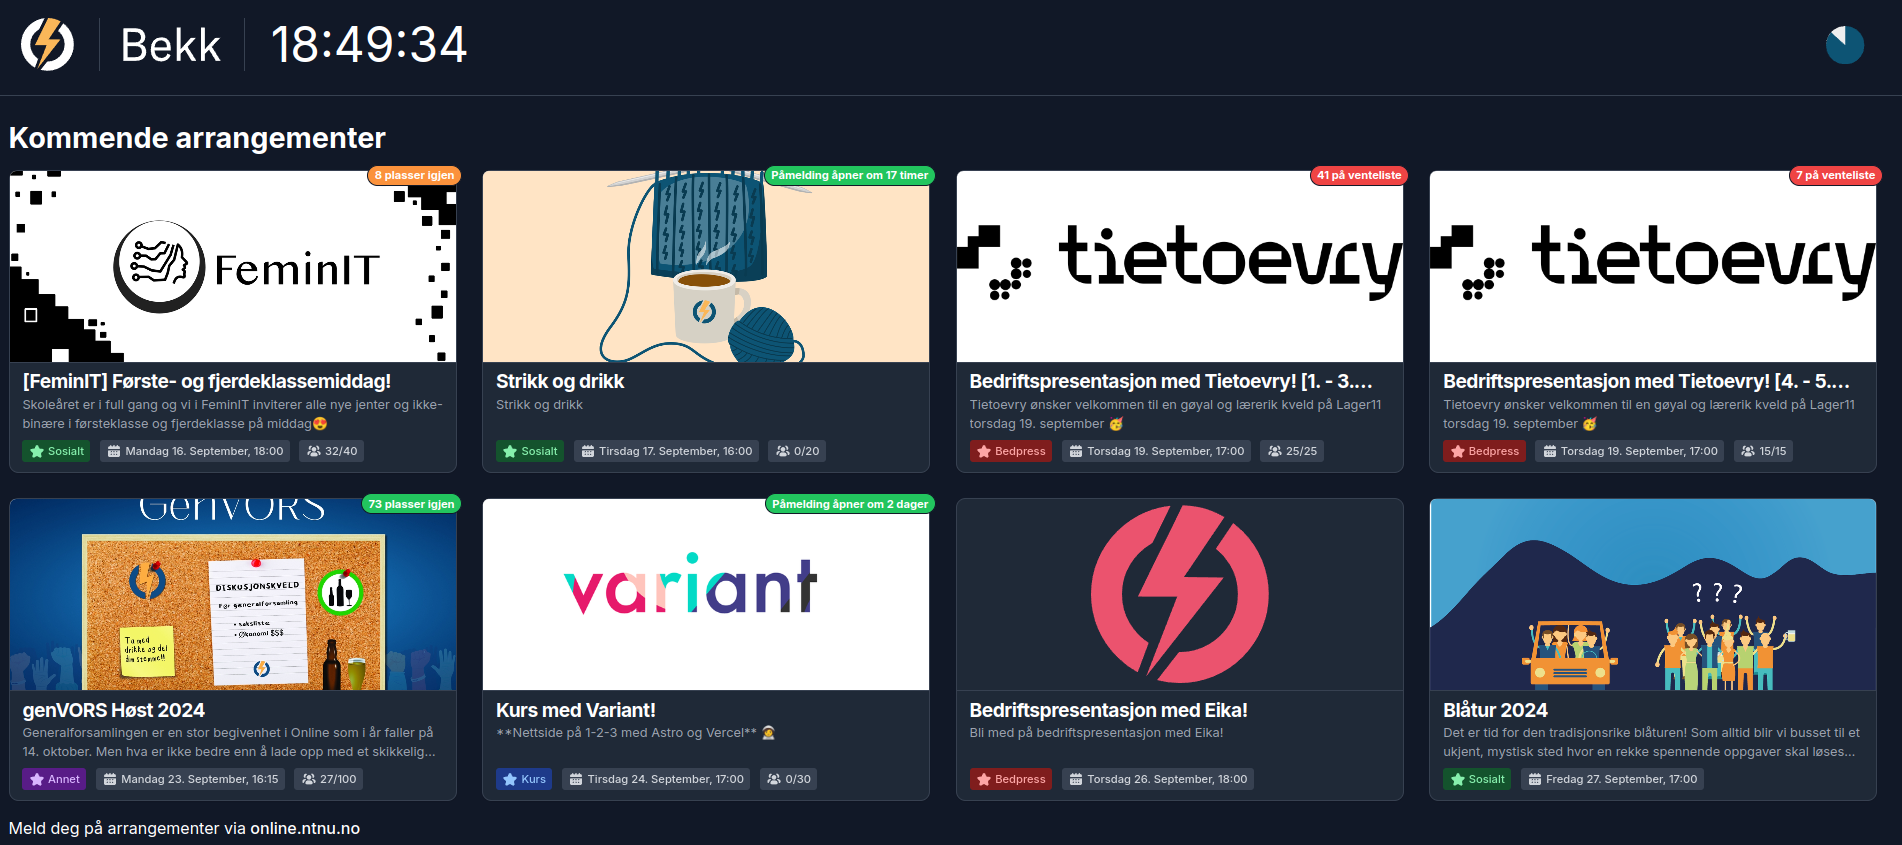 Bekk
18:49:34
Kommende arrangementer
8 plasser igjen
FeminIT
[FeminIT] Første- og fjerdeklassemiddag!
Skoleåret er i full gang og vi i FeminIT inviterer alle nye jenter og ikke-
binære i førsteklasse og fjerdeklasse på middag😍
Sosialt
Mandag 16. September, 18:00
32/40
Påmelding åpner om 17 timer
Strikk og drikk
Strikk og drikk
Sosialt
Tirsdag 17. September, 16:00
0/20
41 på venteliste
tietoevry
Bedriftspresentasjon med Tietoevry! [1. - 3....
Tietoevry ønsker velkommen til en gøyal og lærerik kveld på Lager11
torsdag 19. september 🥳
Bedpress
Torsdag 19. September, 17:00
25/25
7 på venteliste
tietoevry
Bedriftspresentasjon med Tietoevry! [4. - 5....
Tietoevry ønsker velkommen til en gøyal og lærerik kveld på Lager11
torsdag 19. september 🥳
Bedpress
Torsdag 19. September, 17:00
15/15
73 plasser igjen
GenVORS
DISKUSJONSKVELD
Før generalforsamling
• saksliste:
• Økonomi $$$
Ta med
drikke og del
din stemme!!
genVORS Høst 2024
Generalforsamlingen er en stor begivenhet i Online som i år faller på
14. oktober. Men hva er ikke bedre enn å lade opp med et skikkelig...
Annet
Mandag 23. September, 16:15
27/100
Påmelding åpner om 2 dager
variant
Kurs med Variant!
**Nettside på 1-2-3 med Astro og Vercel** 🧑‍🚀
Kurs
Tirsdag 24. September, 17:00
0/30
Bedriftspresentasjon med Eika!
Bli med på bedriftspresentasjon med Eika!
Bedpress
Torsdag 26. September, 18:00
? ? ?
Blåtur 2024
Det er tid for den tradisjonsrike blåturen! Som alltid blir vi busset til et
ukjent, mystisk sted hvor en rekke spennende oppgaver skal løses...
Sosialt
Fredag 27. September, 17:00
Meld deg på arrangementer via online.ntnu.no